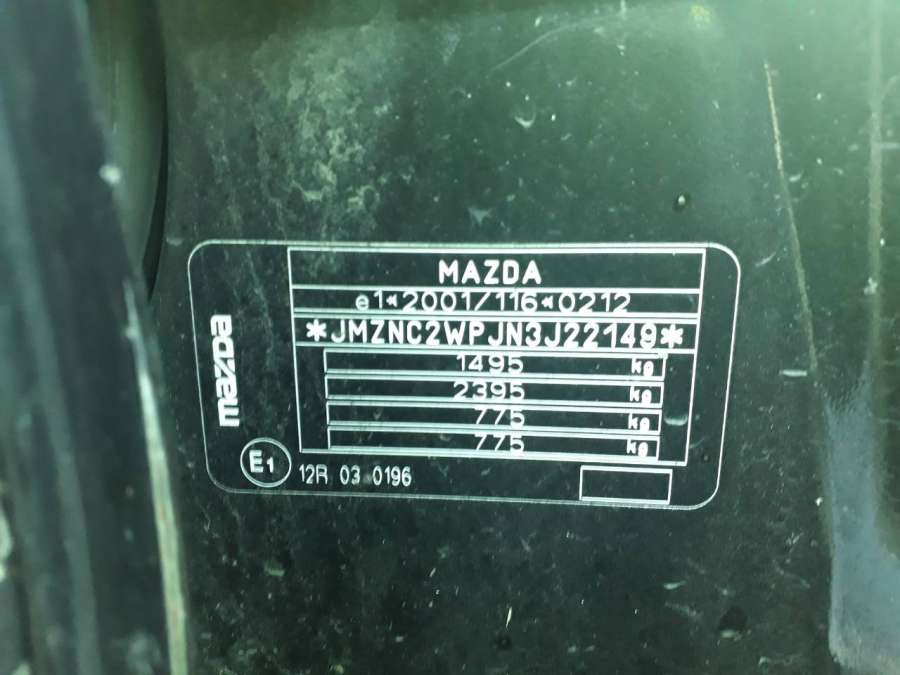 MAZDA
e1*2001/116*0212
*JMZNC2WPJN3J22149*
1495 kg
2395 kg
775 kg
775 kg
mazda
E1 12R 03 0196